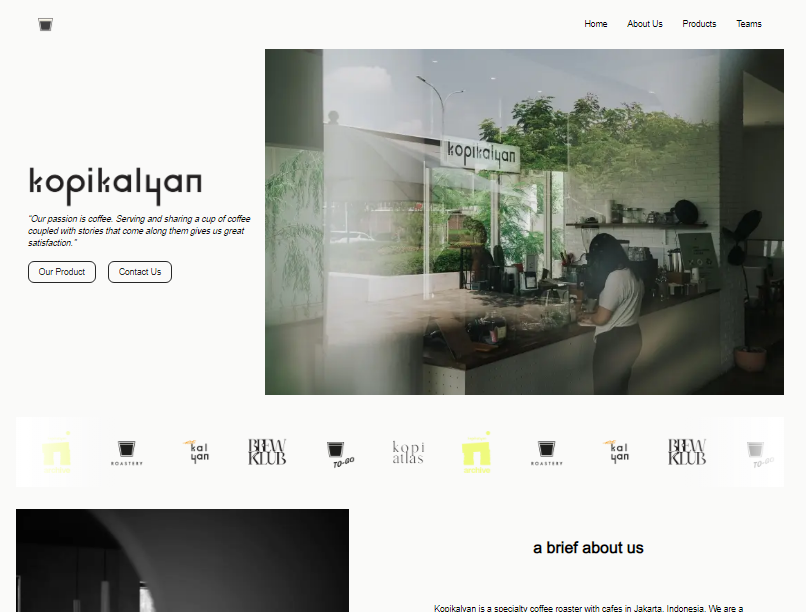 Home About Us Products Teams
kopikalyan
kopikalyan
"Our passion is coffee. Serving and sharing a cup of coffee
coupled with stories that come along them gives us great
satisfaction."
Our Product Contact Us
ROASTERY
kal
yan
BREW
KLUB
TO-GO
kopi
atlas
ROASTERY
kal
yan
BREW
KLUB
TO-GO
a brief about us
Kopikalyan is a specialty coffee roaster with cafes in Jakarta, Indonesia. We are a